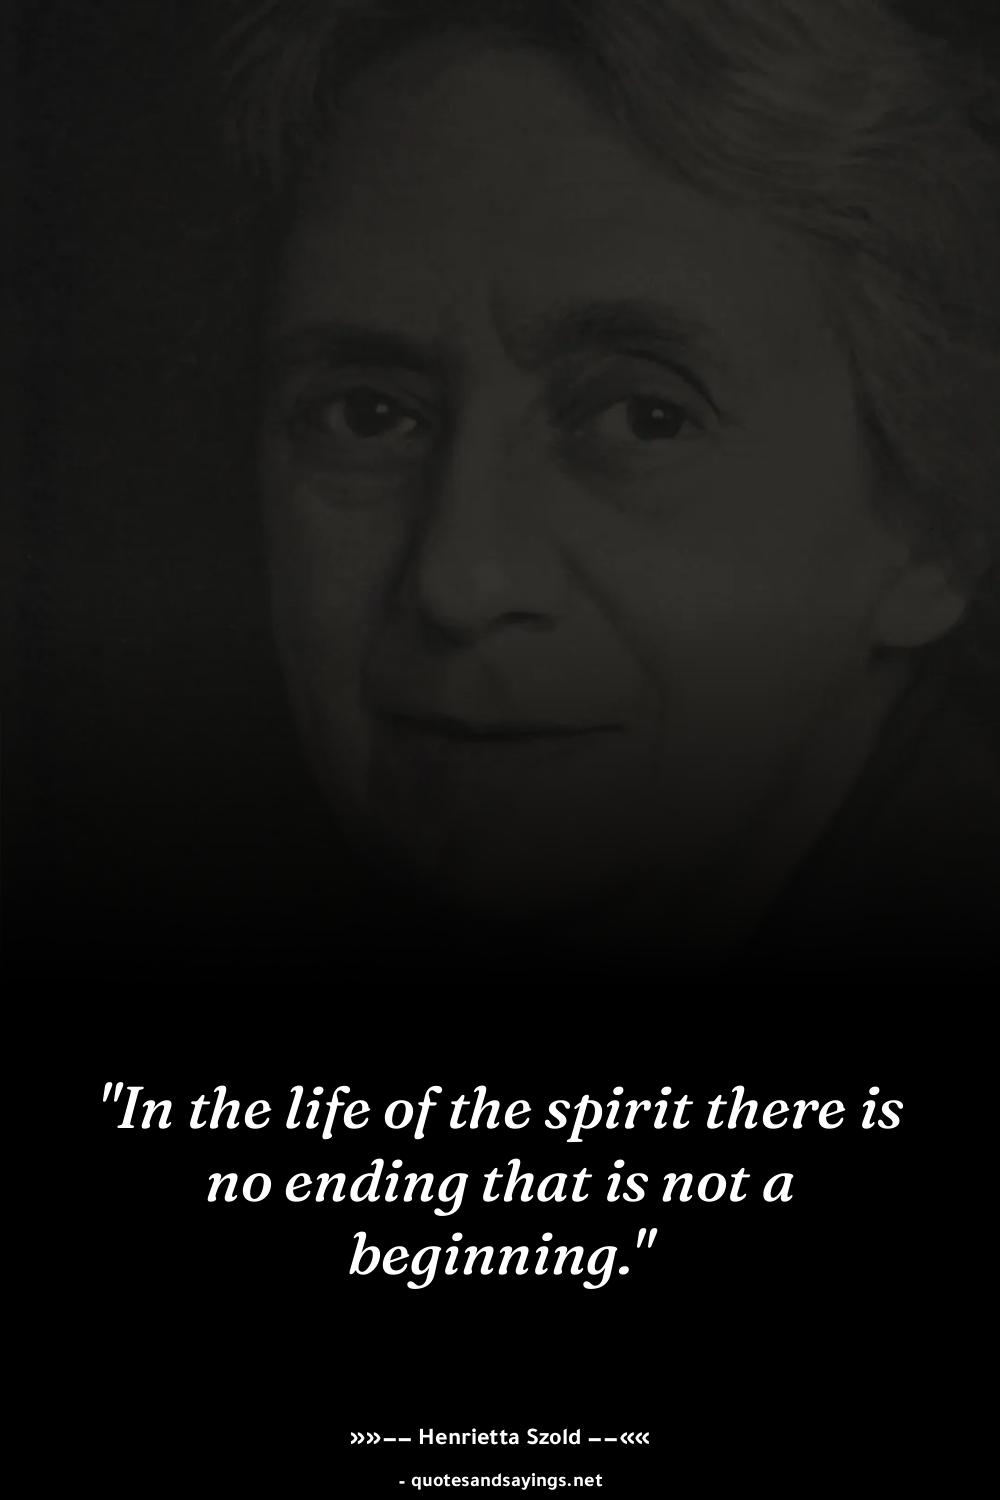 "In the life of the spirit there is
no ending that is not a
beginning."
»»–– Henrietta Szold ––««
- quotesandsayings.net